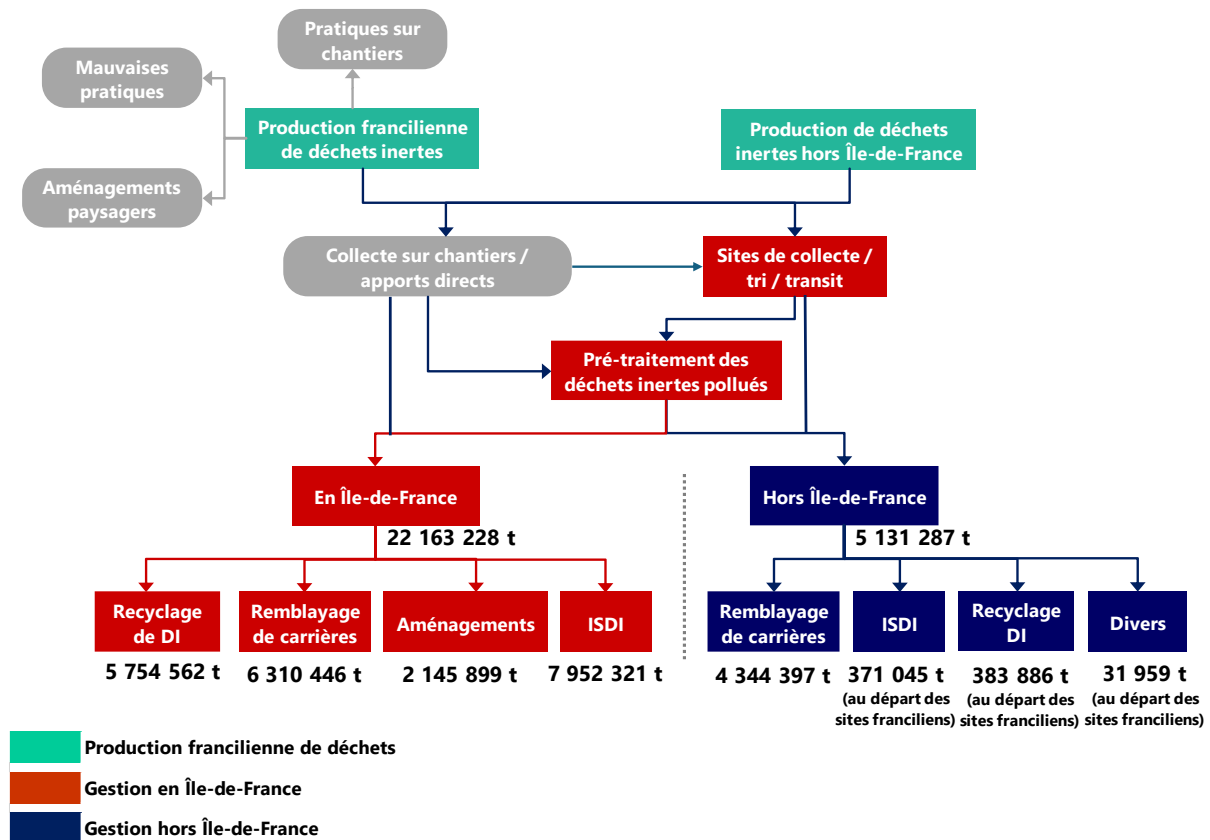 Pratiques sur
chantiers
Mauvaises
pratiques
Production francilienne
de déchets inertes
Production de déchets
inertes hors Île-de-France
Aménagements
paysagers
Collecte sur chantiers /
apports directs
Sites de collecte /
tri / transit
Pré-traitement des
déchets inertes pollués
En Île-de-France
Hors Île-de-France
22 163 228 t
5 131 287 t
Recyclage
de DI
Remblayage
de carrières
Aménagements
ISDI
Remblayage
de carrières
ISDI
Recyclage
DI
Divers
5 754 562 t
6 310 446 t
2 145 899 t
7 952 321 t
4 344 397 t
371 045 t
(au départ des
sites franciliens)
383 886 t
(au départ des
sites franciliens)
31 959 t
(au départ des
sites franciliens)
Production francilienne de déchets
Gestion en Île-de-France
Gestion hors Île-de-France